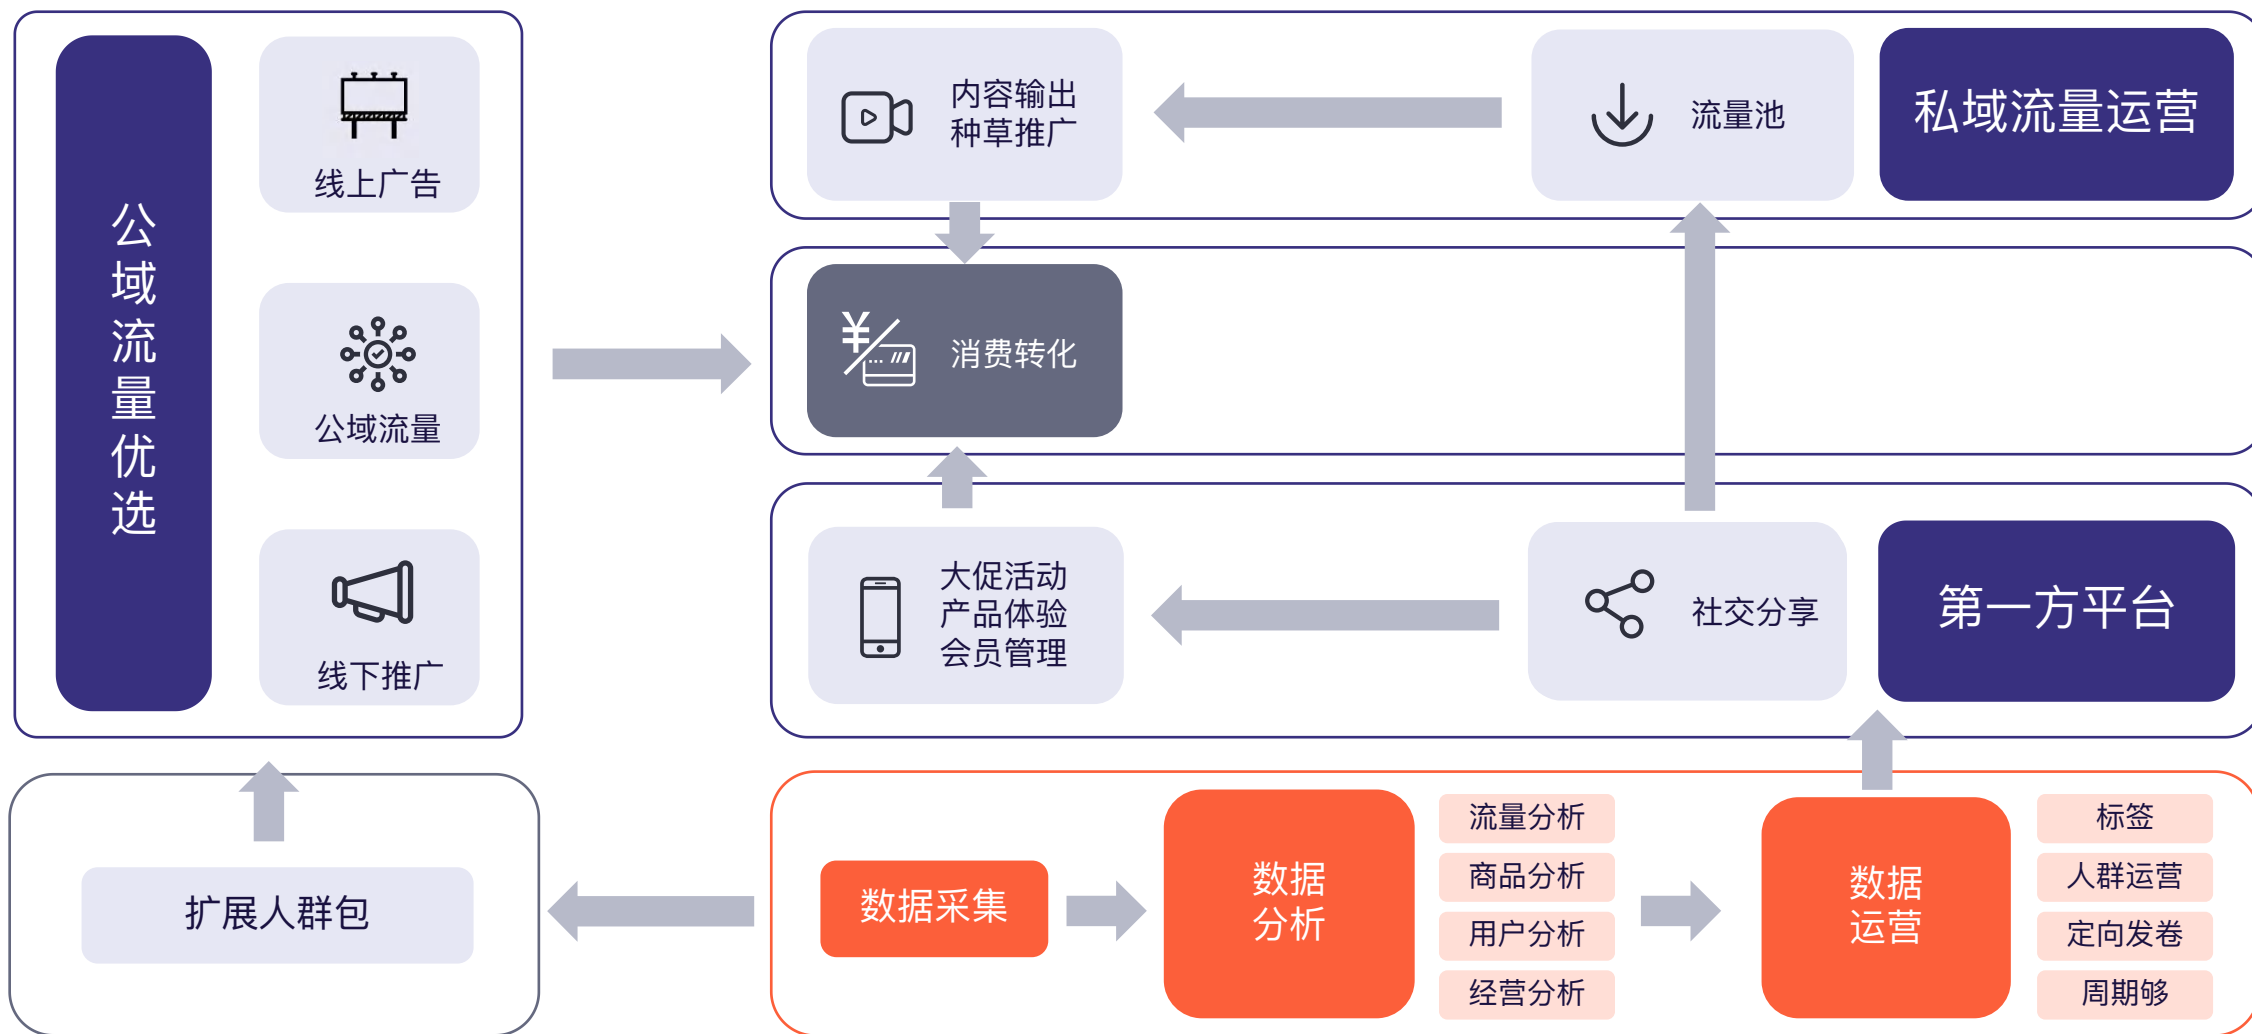 公域流量优选
线上广告
公域流量
线下推广
内容输出
种草推广
流量池
私域流量运营
消费转化
大促活动
产品体验
会员管理
社交分享
第一方平台
扩展人群包
数据采集
数据
分析
流量分析
商品分析
用户分析
经营分析
数据
运营
标签
人群运营
定向发卷
周期够